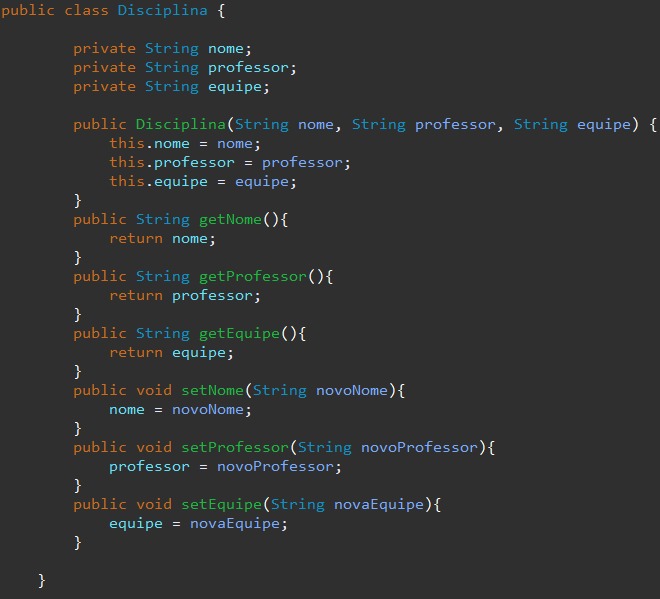 public class Disciplina {
private String nome;
private String professor;
private String equipe;
public Disciplina(String nome, String professor, String equipe) {
this.nome = nome;
this.professor = professor;
this.equipe = equipe;
}
public String getNome(){
return nome;
}
public String getProfessor(){
return professor;
}
public String getEquipe(){
return equipe;
}
public void setNome(String novoNome){
nome = novoNome;
}
public void setProfessor(String novoProfessor){
professor = novoProfessor;
}
public void setEquipe(String novaEquipe){
equipe = novaEquipe;
}
}